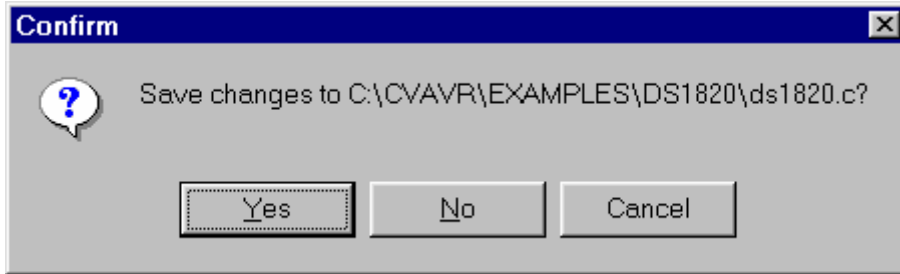 Confirm
Save changes to C:\CVAVR\EXAMPLES\DS1820\ds1820.c?
Yes No Cancel